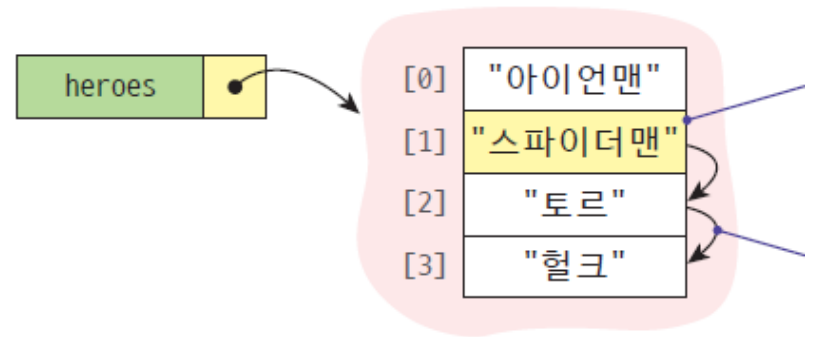 heroes
[0] "아이언맨"
[1] "스파이더맨"
[2] "토르"
[3] "헐크"